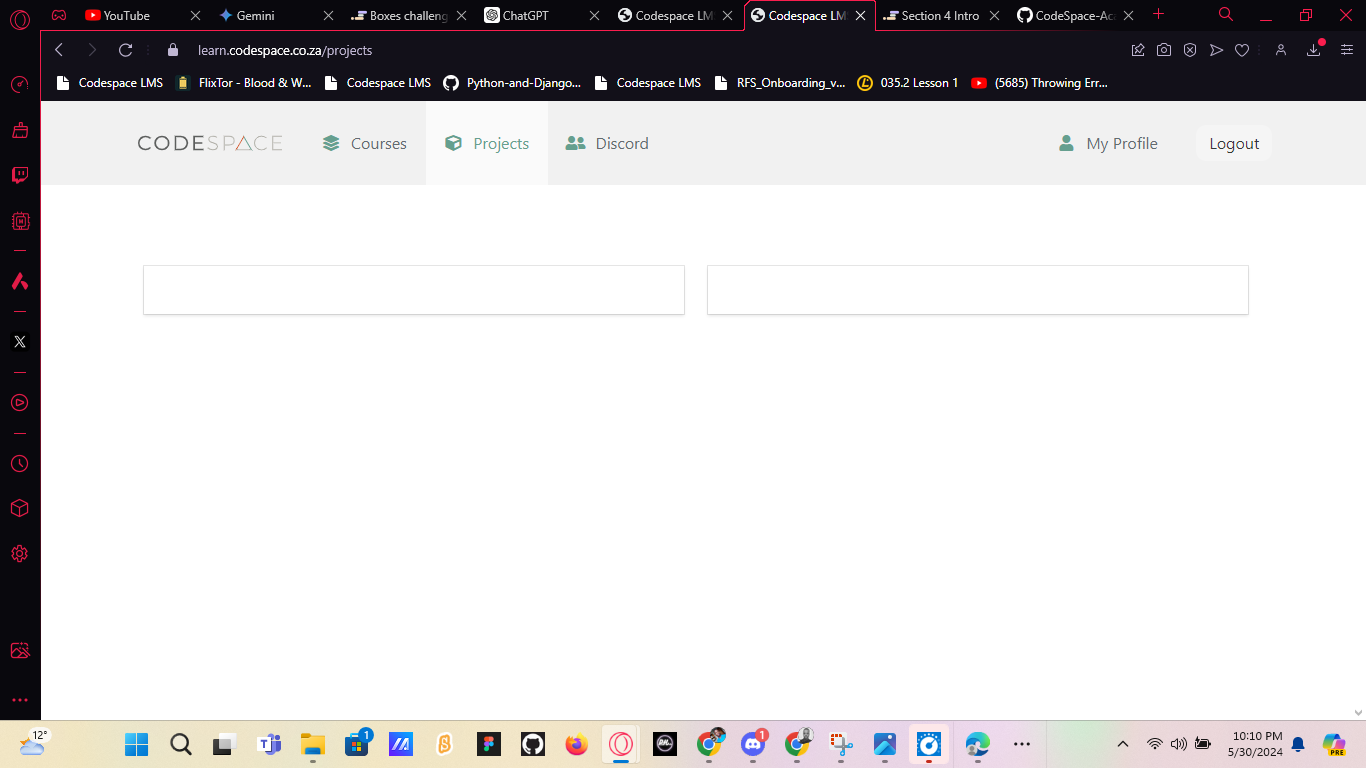 YouTube
Gemini
Boxes challeng
ChatGPT
Codespace LM
Codespace LM
Section 4 Intro
CodeSpace-Aca
learn.codespace.co.za/projects
Codespace LMS
FlixTor - Blood & W...
Codespace LMS
Python-and-Django...
Codespace LMS
RFS_Onboarding_v...
035.2 Lesson 1
(5685) Throwing Err...
CODESPACE
Courses
Projects
Discord
My Profile
Logout
12°
1
1
10:10 PM
5/30/2024
PRE